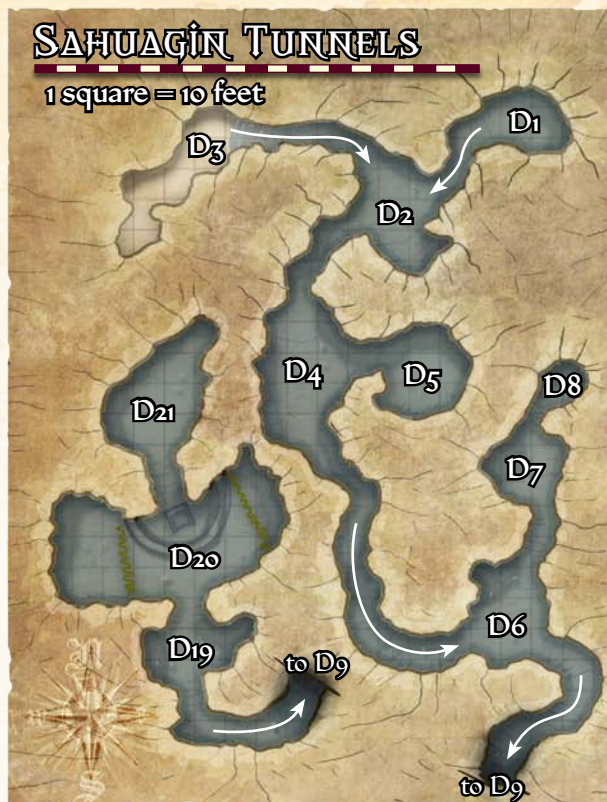 Sahuagin Tunnels
1 square = 10 feet
D1
D3
D2
D4
D5
D8
D21
D7
D20
D6
D19
to D9
to D9
S